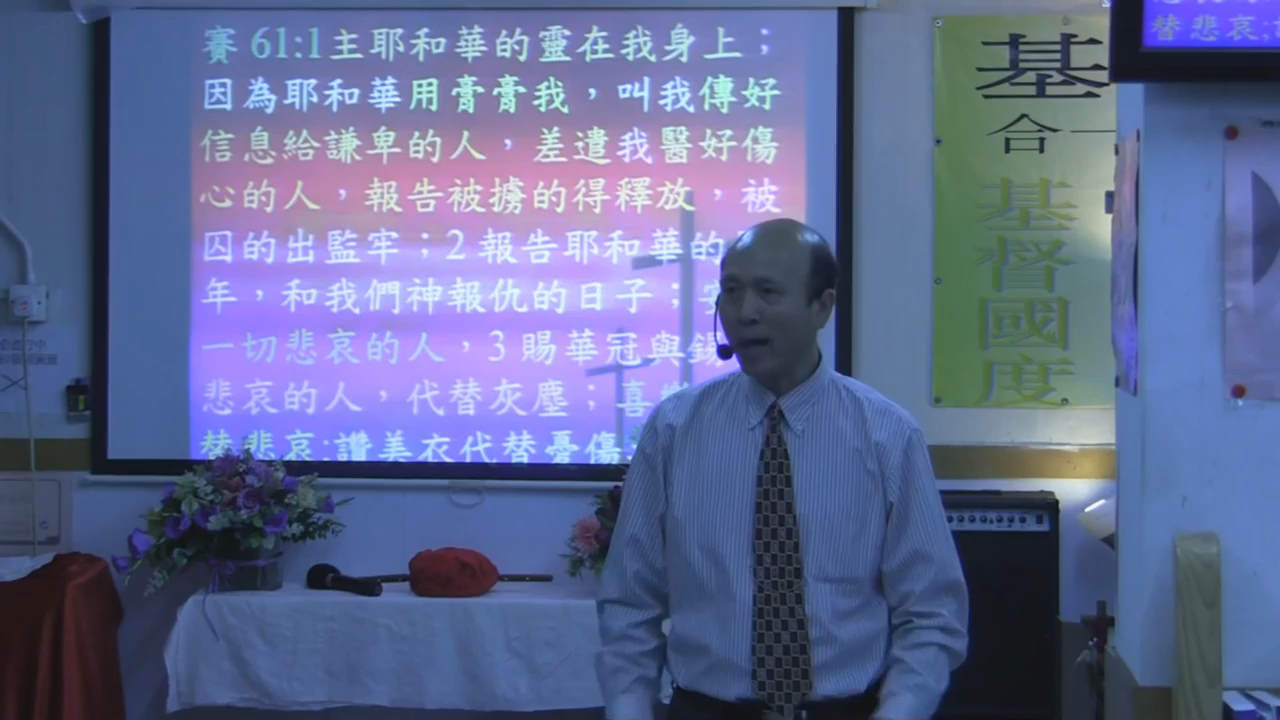 賽 61:1主耶和華的靈在我身上；
因為耶和華用膏膏我，叫我傳好
信息給謙卑的人，差遣我醫好傷
心的人，報告被擄的得釋放，被
囚的出監牢；2 報告耶和華的
年，和我們神報仇的日子；安
一切悲哀的人，3 賜華冠與錫
悲哀的人，代替灰塵；喜樂
替悲哀;讚美衣代替憂傷
基
合一
基督國度
替悲哀;